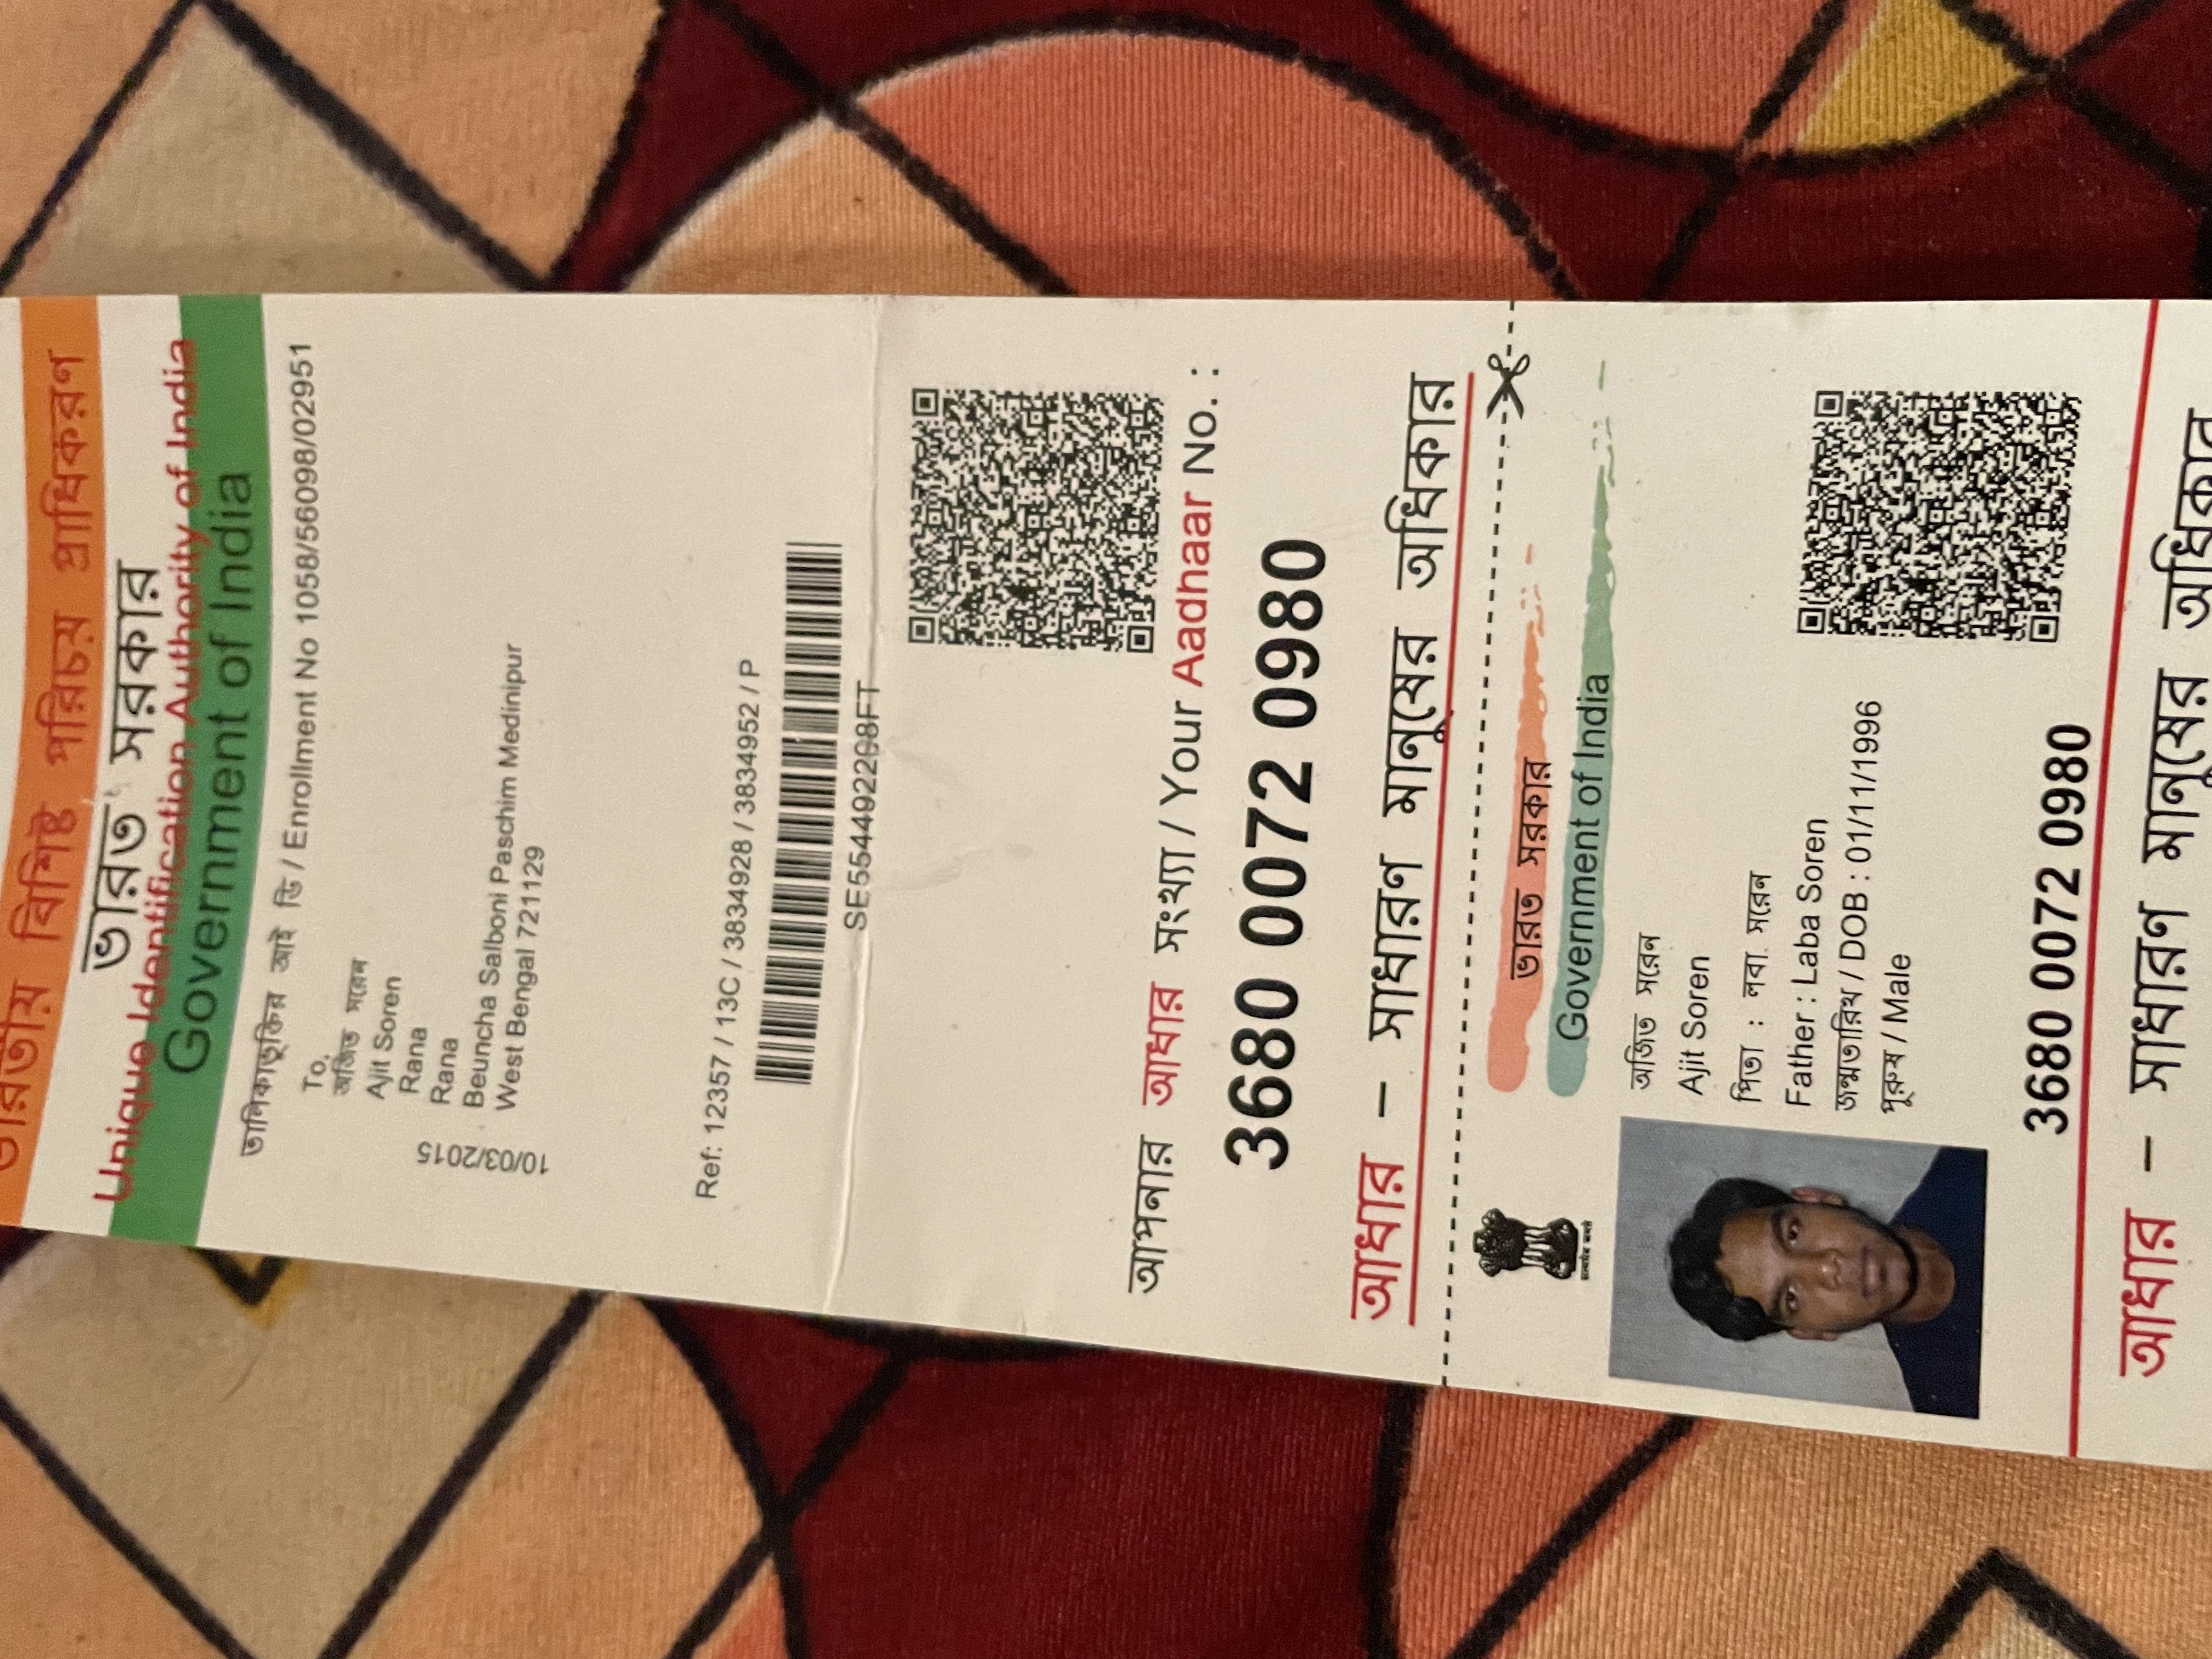 ভারতীয় বিশিষ্ট পরিচয় প্রাধিকরণ
ভারত সরকার
Unique Identification Authority of India
Government of India
তালিকাভুক্তির আই ডি / Enrollment No 1058/56098/02951
To,
অজিত সরেন
Ajit Soren
Rana
Rana
Beuncha Salboni Paschim Medinipur
West Bengal 721129
10/03/2015
Ref: 12357 / 13C / 3834928 / 3834952 / P
SE554492298FT
আপনার আধার সংখ্যা / Your Aadhaar No. :
3680 0072 0980
আধার – সাধারণ মানুষের অধিকার
सत्यमेव जयते
ভারত সরকার
Government of India
অজিত সরেন
Ajit Soren
পিতা : লবা সরেন
Father : Laba Soren
জন্মতারিখ / DOB : 01/11/1996
পুরুষ / Male
3680 0072 0980
আধার – সাধারণ মানুষের অধিকার